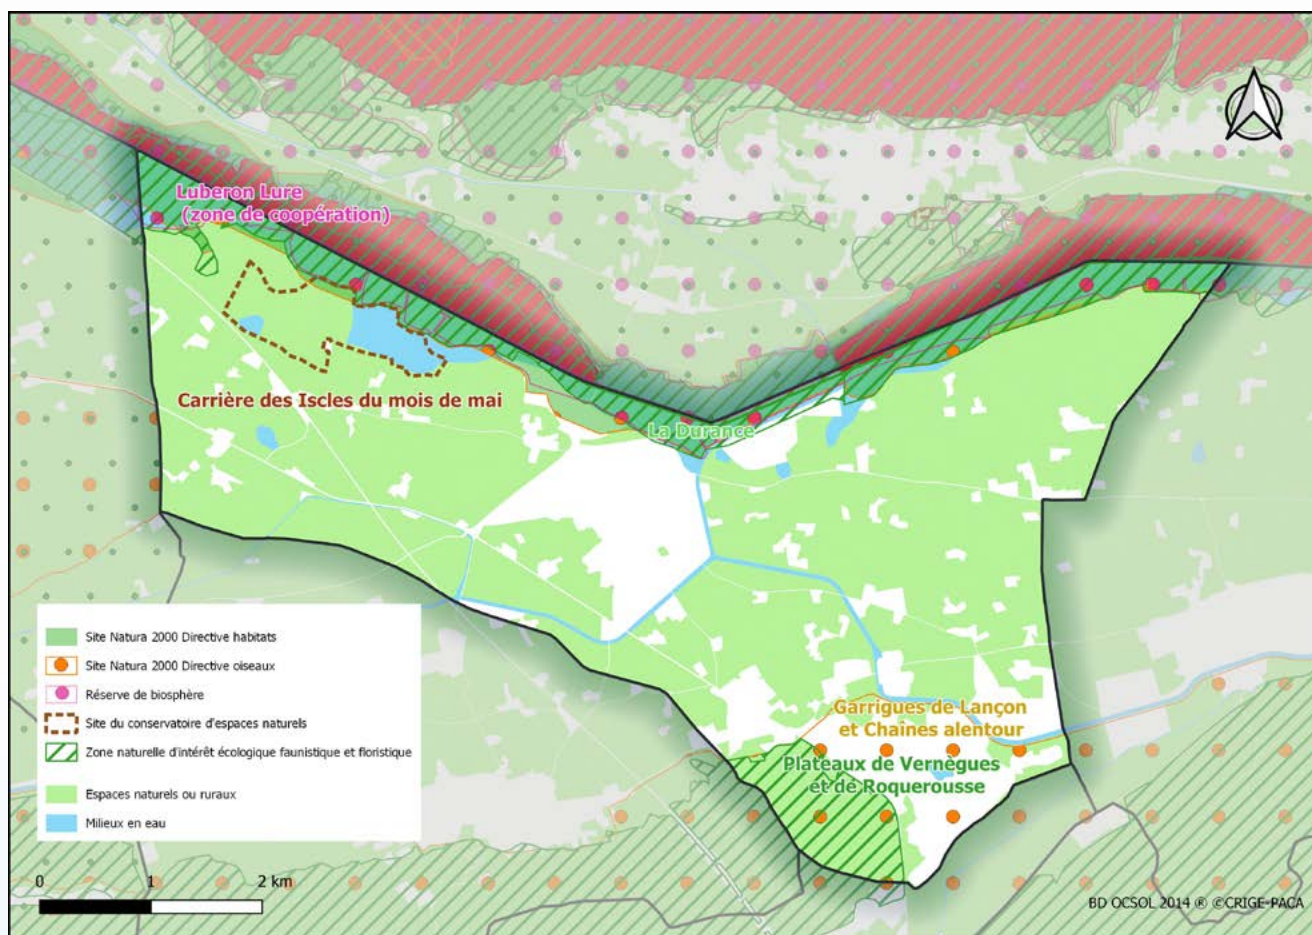 Luberon Lure
(zone de coopération)
Carrière des Iscles du mois de mai
La Durance
Garrigues de Lançon
et Chaînes alentour
Plateaux de Vernègues
et de Roquerousse
Site Natura 2000 Directive habitats
Site Natura 2000 Directive oiseaux
Réserve de biosphère
Site du conservatoire d'espaces naturels
Zone naturelle d'intérêt écologique faunistique et floristique
Espaces naturels ou ruraux
Milieux en eau
0 1 2 km
BD OCSOL 2014 ® ©CRIGE-PACA